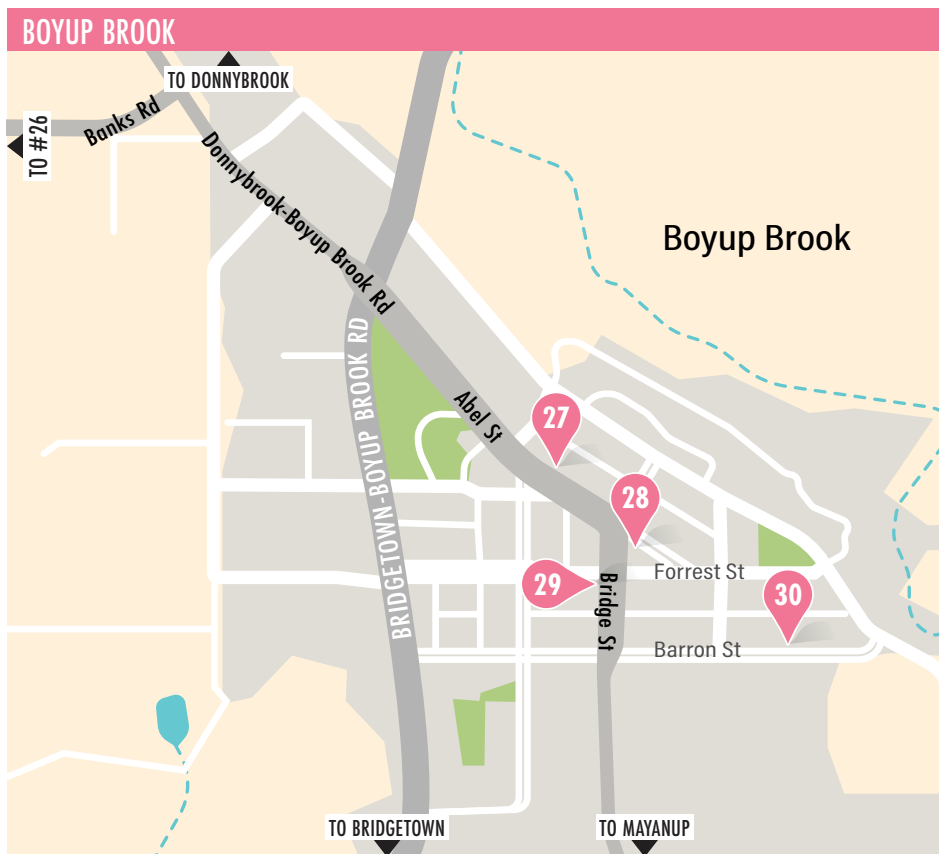 BOYUP BROOK
TO DONNYBROOK
Banks Rd
TO #26
Donnybrook-Boyup Brook Rd
Boyup Brook
BRIDGETOWN-BOYUP BROOK RD
Abel St
27
28
Forrest St
29
Bridge St
30
Barron St
TO BRIDGETOWN
TO MAYANUP